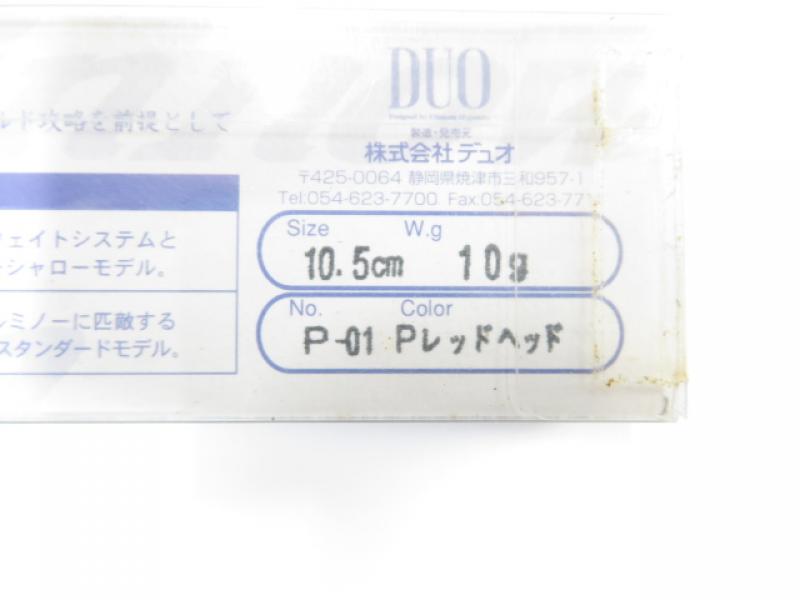 DUO
製造・発売元
ルド攻略を前提として
株式会社デュオ
〒425-0064 静岡県焼津市三和957-1
Tel:054-623-7700 Fax:054-623-77
ウェイトシステムと
シャローモデル。
Size W.g
10.5cm 10g
ルミノーに匹敵する
スタンダードモデル。
No. Color
P-01 Pレッドヘッド